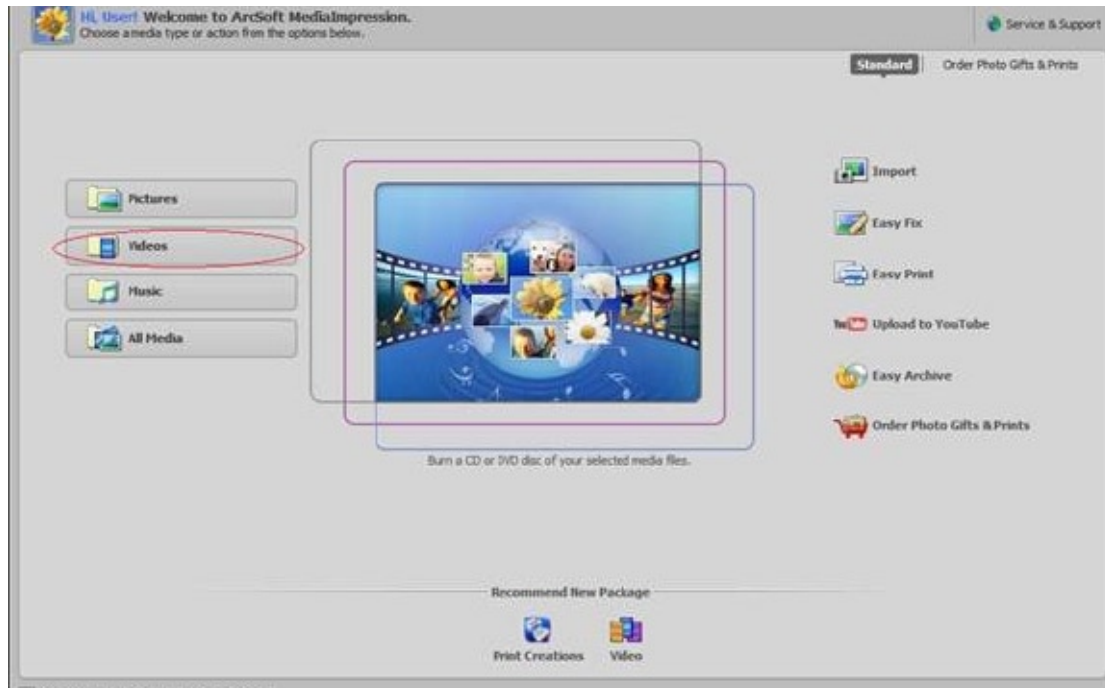 Hi, User! Welcome to ArcSoft MediaImpression.
Choose a media type or action from the options below.
Service & Support
Standard
Order Photo Gifts & Prints
Pictures
Videos
Music
All Media
Import
Easy Fix
Easy Print
Upload to YouTube
Easy Archive
Order Photo Gifts & Prints
Burn a CD or DVD disc of your selected media files.
Recommend New Package
Print Creations
Video